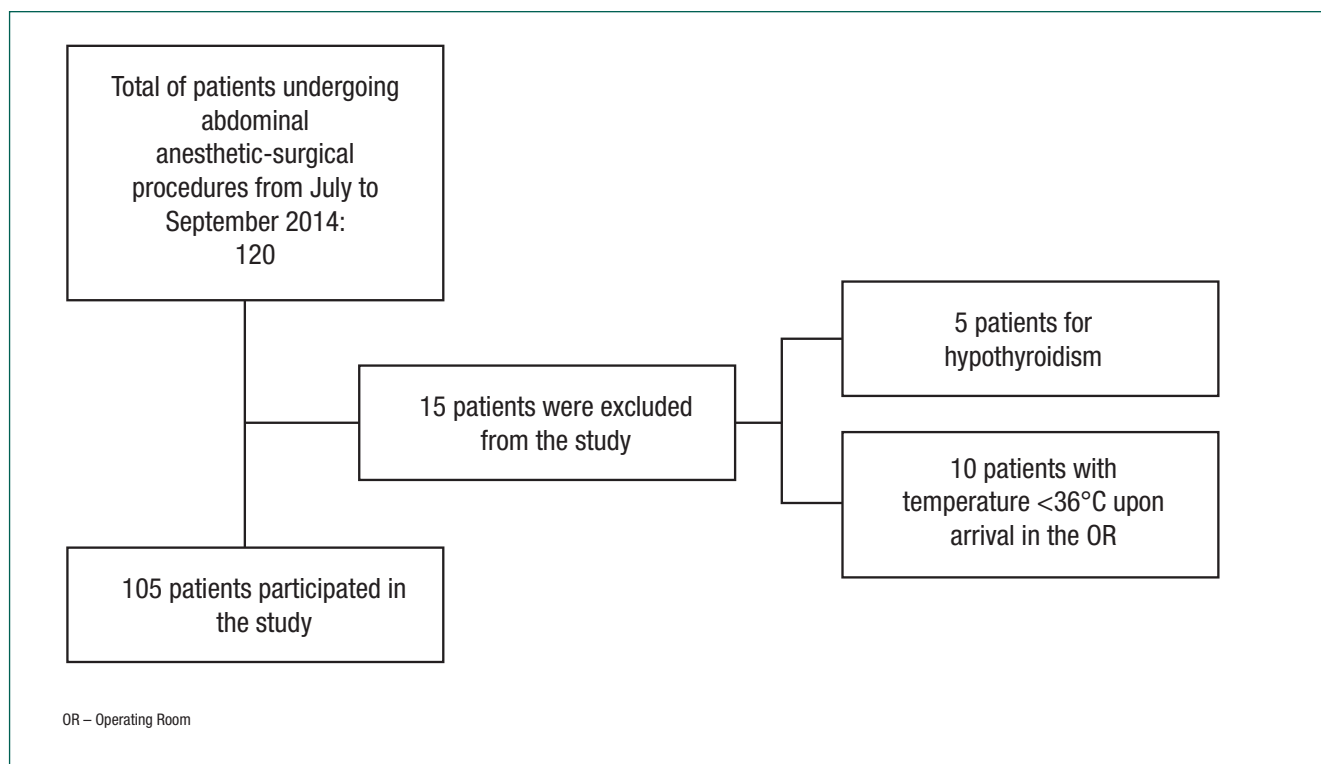 Total of patients undergoing
abdominal
anesthetic-surgical
procedures from July to
September 2014:
120
5 patients for
hypothyroidism
15 patients were excluded
from the study
10 patients with
temperature <36°C upon
arrival in the OR
105 patients participated in
the study
OR – Operating Room